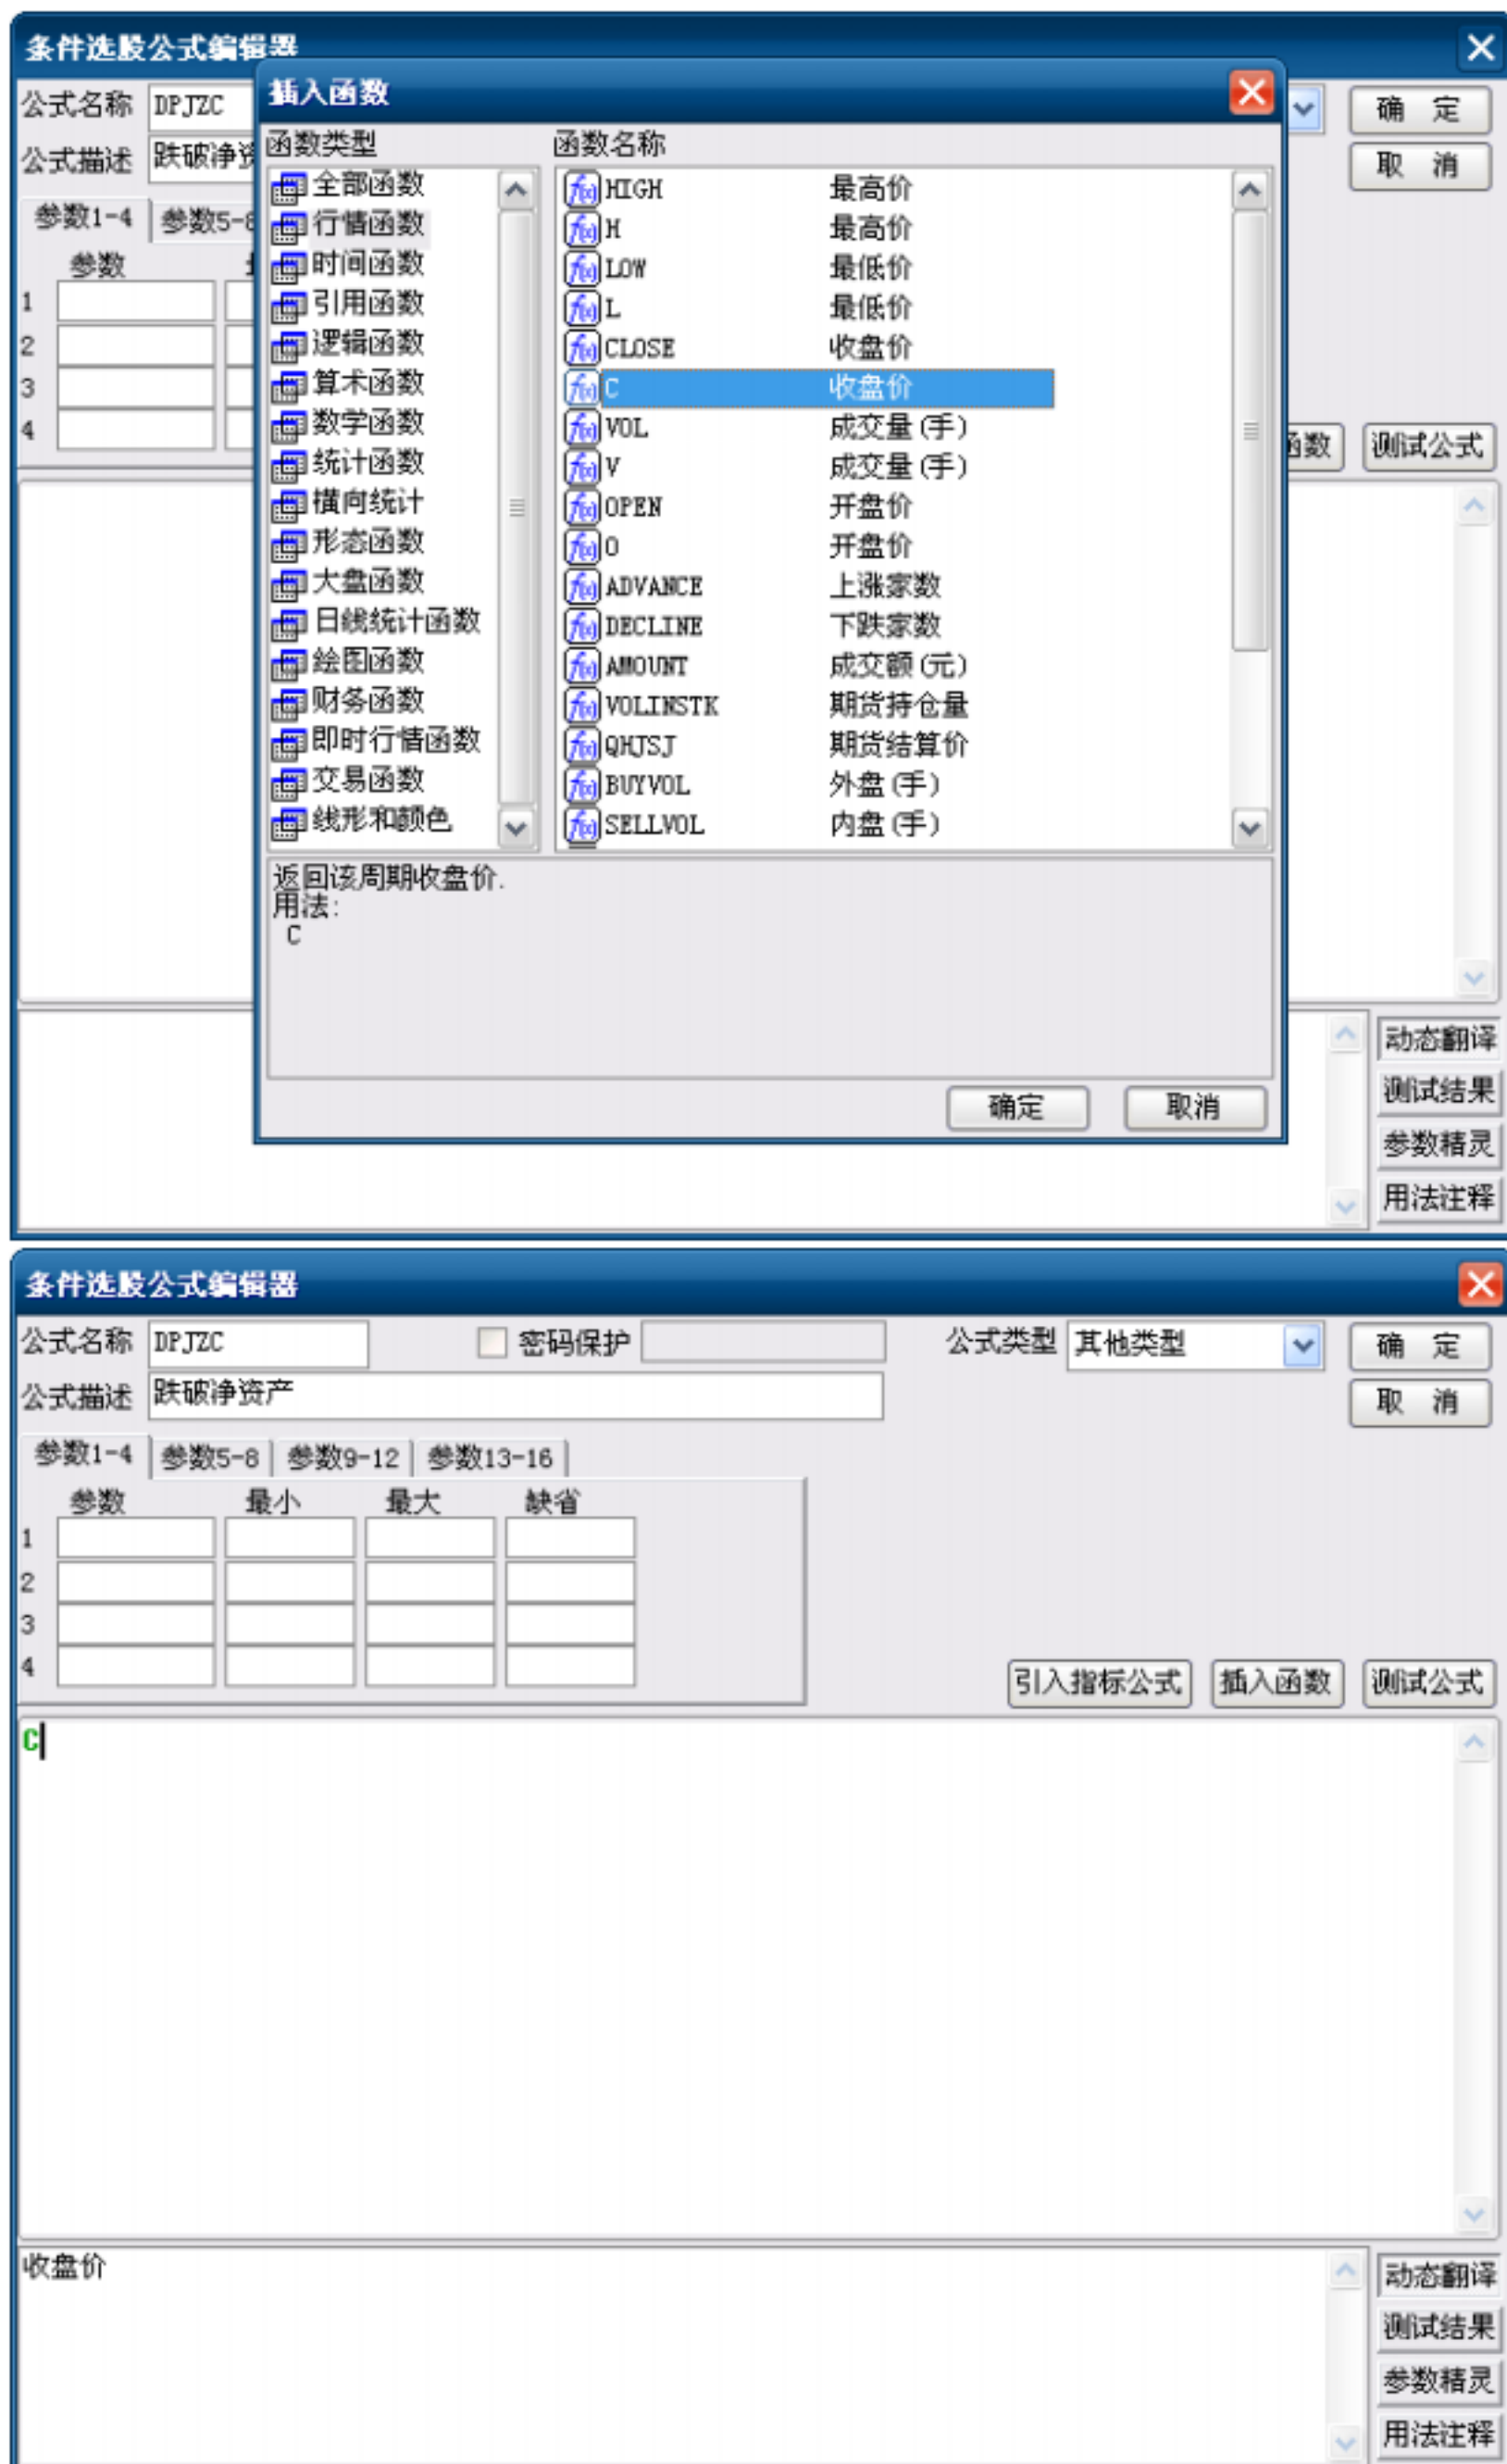 条件选股公式编辑器
插入函数
公式名称 DPJZC
确 定
公式描述 跌破净资
取 消
函数类型 函数名称
参数1-4 参数5-8
参数
1
2
3
4
全部函数
行情函数
时间函数
引用函数
逻辑函数
算术函数
数学函数
统计函数
横向统计
形态函数
大盘函数
日线统计函数
绘图函数
财务函数
即时行情函数
交易函数
线形和颜色
HIGH 最高价
H 最高价
LOW 最低价
L 最低价
CLOSE 收盘价
C 收盘价
VOL 成交量(手)
V 成交量(手)
OPEN 开盘价
O 开盘价
ADVANCE 上涨家数
DECLINE 下跌家数
AMOUNT 成交额(元)
VOLINSTK 期货持仓量
QHJSJ 期货结算价
BUYVOL 外盘(手)
SELLVOL 内盘(手)
函数 测试公式
返回该周期收盘价.
用法:
C
确定 取消
动态翻译
测试结果
参数精灵
用法注释
条件选股公式编辑器
公式名称 DPJZC 密码保护 公式类型 其他类型 确 定
公式描述 跌破净资产 取 消
参数1-4 参数5-8 参数9-12 参数13-16
参数 最小 最大 缺省
1
2
3
4
引入指标公式 插入函数 测试公式
C
收盘价
动态翻译
测试结果
参数精灵
用法注释